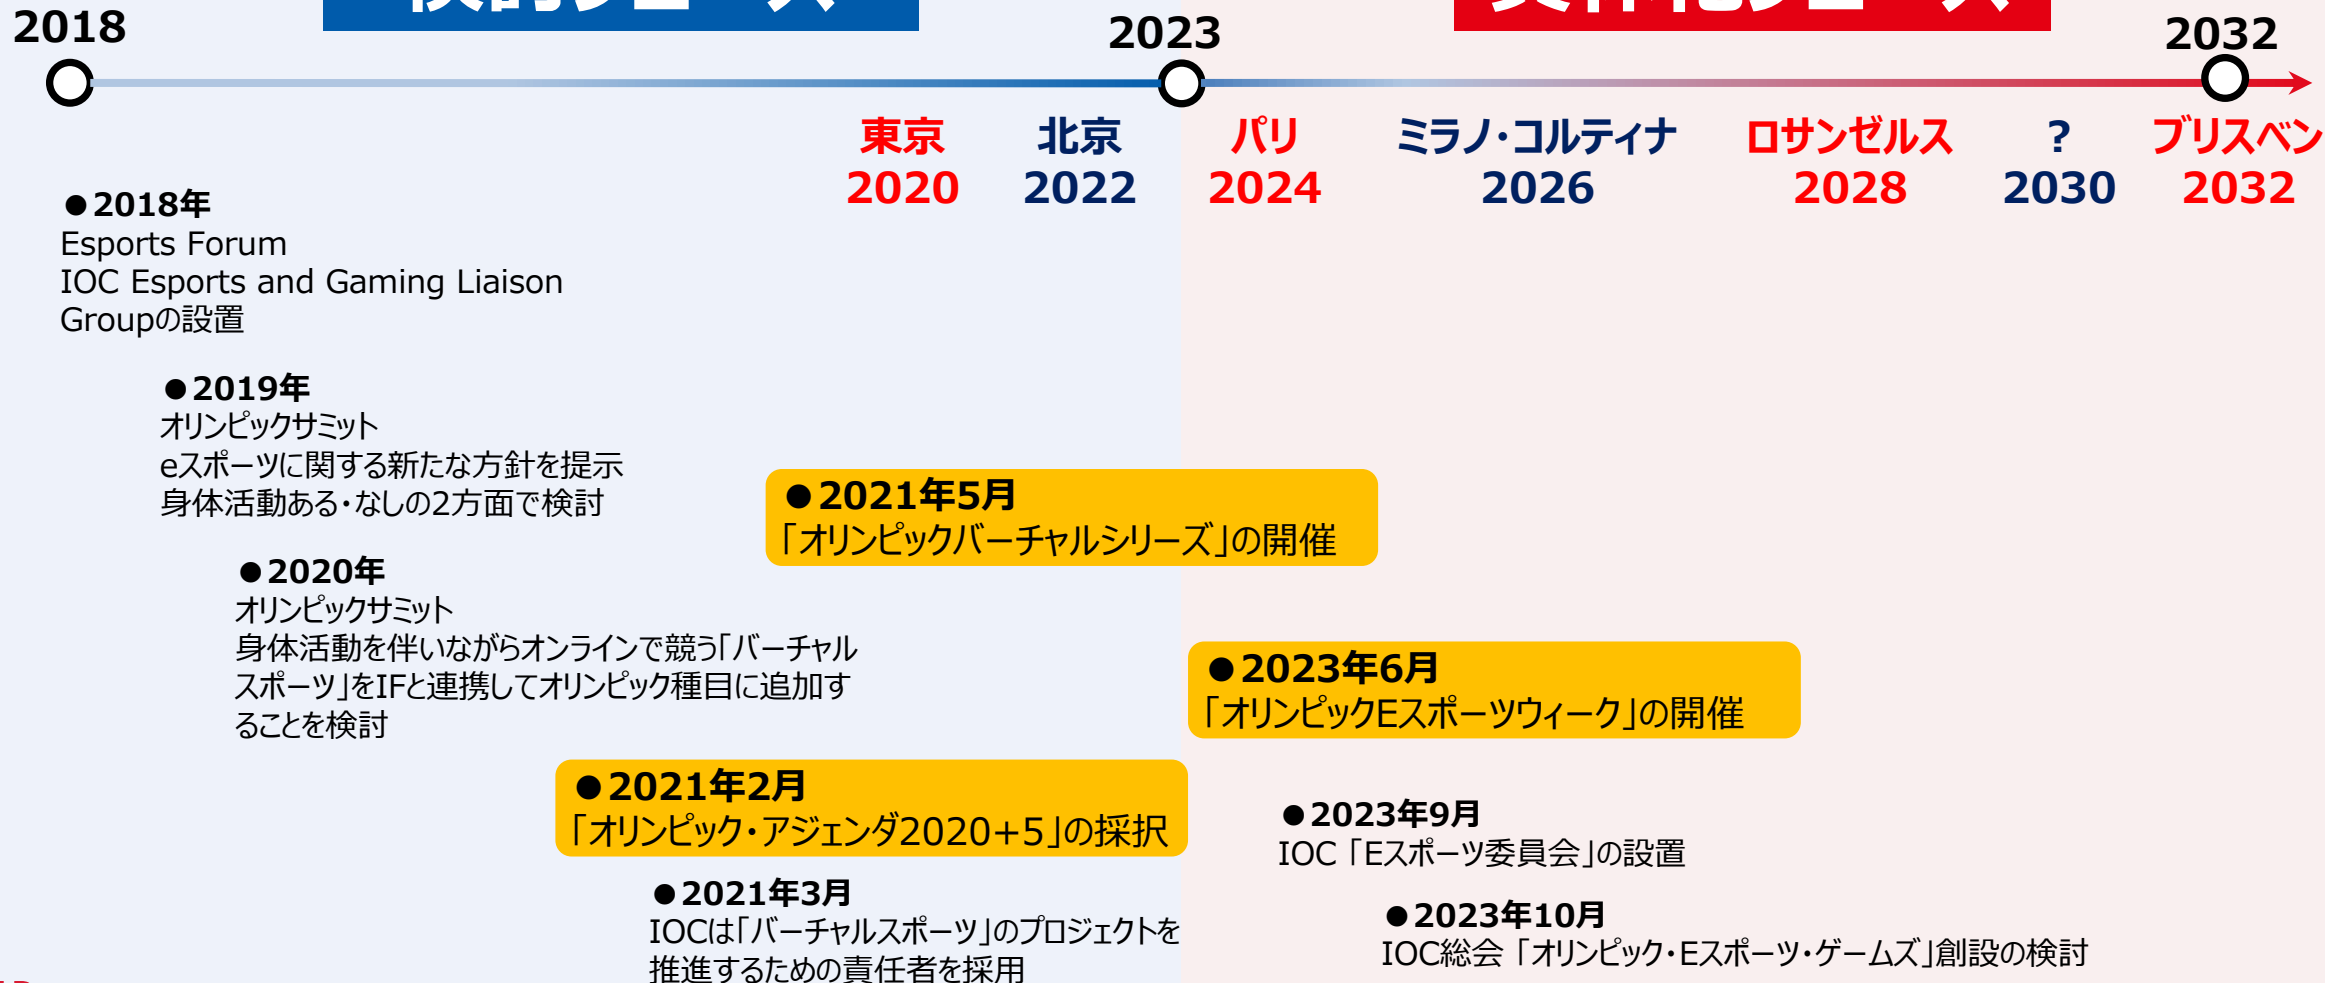 検討フェーズ
具体化フェーズ
2018
2023
2032
東京
2020
北京
2022
パリ
2024
ミラノ・コルティナ
2026
ロサンゼルス
2028
?
2030
ブリスベン
2032
●2018年
Esports Forum
IOC Esports and Gaming Liaison
Groupの設置
●2019年
オリンピックサミット
eスポーツに関する新たな方針を提示
身体活動ある・なしの2方面で検討
●2020年
オリンピックサミット
身体活動を伴いながらオンラインで競う「バーチャル
スポーツ」をIFと連携してオリンピック種目に追加す
ることを検討
●2021年2月
「オリンピック・アジェンダ2020+5」の採択
●2021年3月
IOCは「バーチャルスポーツ」のプロジェクトを
推進するための責任者を採用
●2021年5月
「オリンピックバーチャルシリーズ」の開催
●2023年6月
「オリンピックEスポーツウィーク」の開催
●2023年9月
IOC 「Eスポーツ委員会」の設置
●2023年10月
IOC総会 「オリンピック・Eスポーツ・ゲームズ」創設の検討